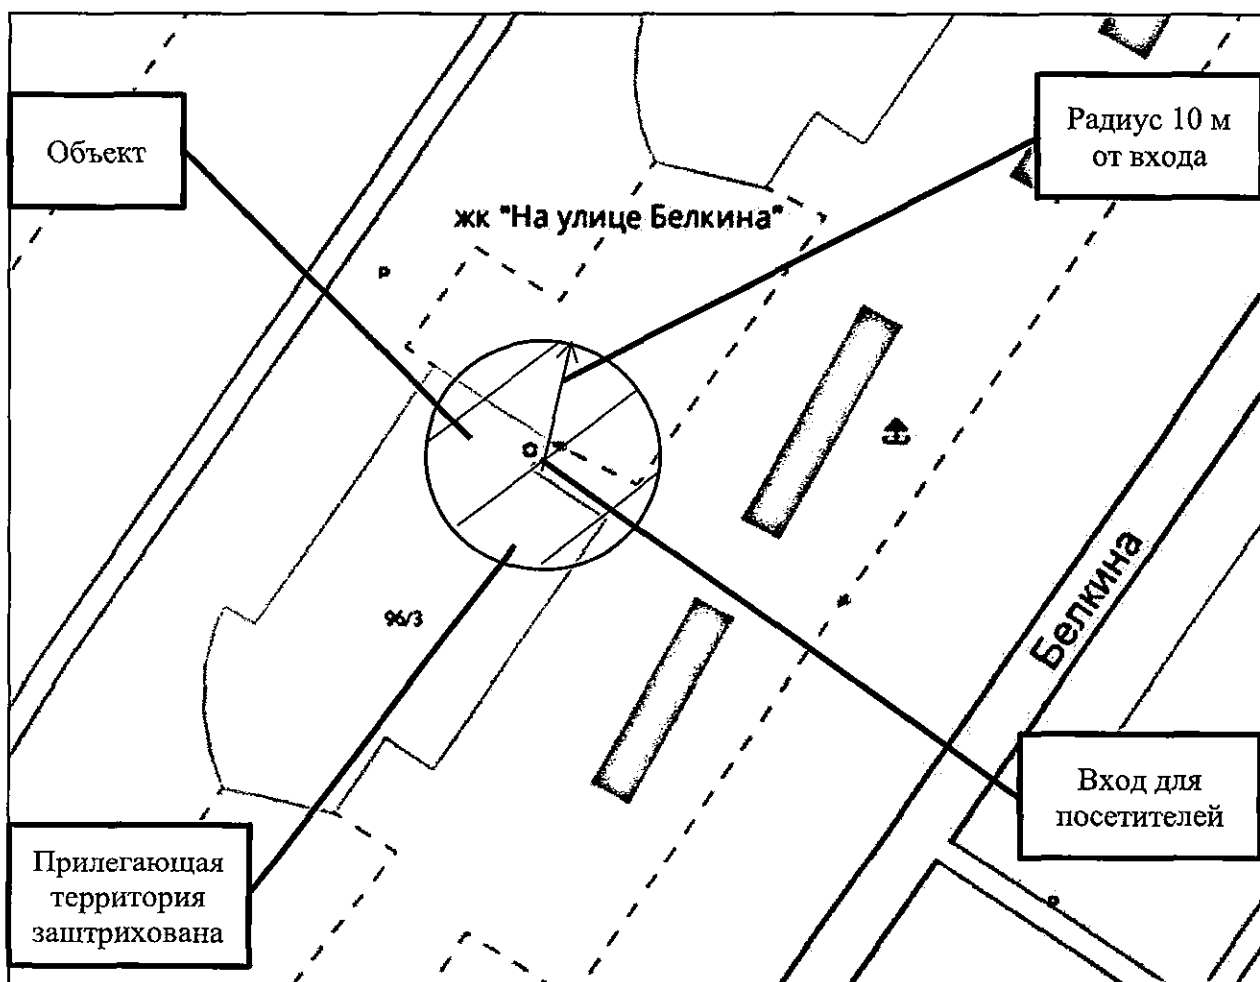 Радиус 10 м
от входа
Объект
жк "На улице Белкина"
Р
Белкина
96/3
Вход для
посетителей
Прилегающая
территория
заштрихована